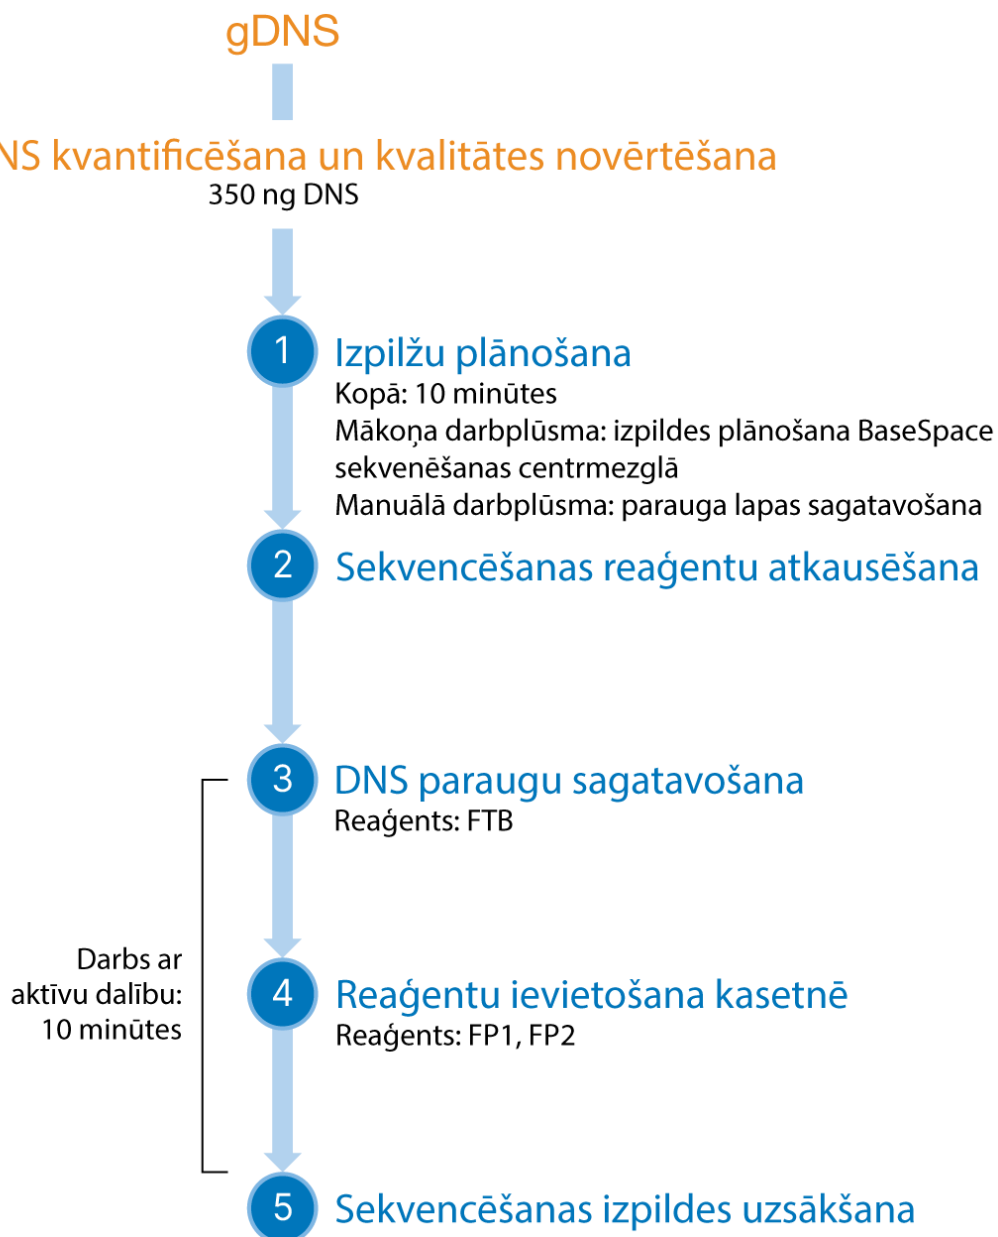 gDNS
NS kvantificēšana un kvalitātes novērtēšana
350 ng DNS
1
Izpilžu plānošana
Kopā: 10 minūtes
Mākoņa darbplūsma: izpildes plānošana BaseSpace
sekvenēšanas centrmezglā
Manuālā darbplūsma: parauga lapas sagatavošana
2
Sekvencēšanas reaģentu atkausēšana
3
DNS paraugu sagatavošana
Reaģents: FTB
Darbs ar
aktīvu dalību:
10 minūtes
4
Reaģentu ievietošana kasetnē
Reaģents: FP1, FP2
5
Sekvencēšanas izpildes uzsākšana